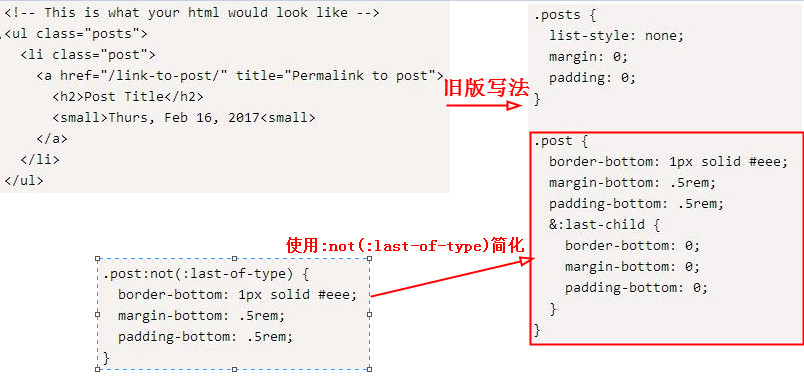 <!-- This is what your html would look like -->
<ul class="posts">
  <li class="post">
    <a href="/link-to-post/" title="Permalink to post">
      <h2>Post Title</h2>
      <small>Thurs, Feb 16, 2017<small>
    </a>
  </li>
</ul>
旧版写法
.posts {
  list-style: none;
  margin: 0;
  padding: 0;
}
.post {
  border-bottom: 1px solid #eee;
  margin-bottom: .5rem;
  padding-bottom: .5rem;
  &:last-child {
    border-bottom: 0;
    margin-bottom: 0;
    padding-bottom: 0;
  }
}
使用:not(:last-of-type)简化
.post:not(:last-of-type) {
  border-bottom: 1px solid #eee;
  margin-bottom: .5rem;
  padding-bottom: .5rem;
}